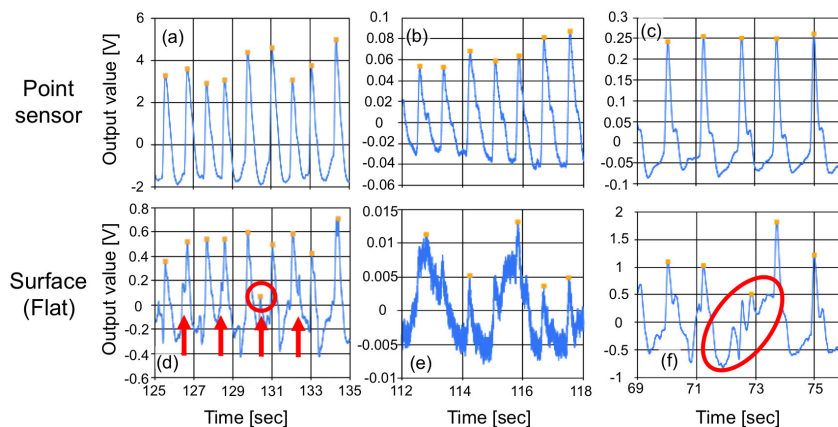 Point
sensor
Output value [V]
6
4
2
0
-2
(a)
0.1
0.08
0.06
0.04
0.02
0
-0.02
-0.04
-0.06
(b)
0.25
0.3
0.2
0.15
0.1
0.05
0
-0.05
-0.1
(c)
Surface
(Flat)
Output value [V]
0.8
0.6
0.4
0.2
0
-0.2
-0.4
-0.6
(d)
125 127 129 131 133 135
Time [sec]
0.015
0.01
0.005
0
-0.005
-0.01
(e)
112 114 116 118
Time [sec]
2
1.5
1
0.5
0
-0.5
-1
(f)
69 71 73 75
Time [sec]